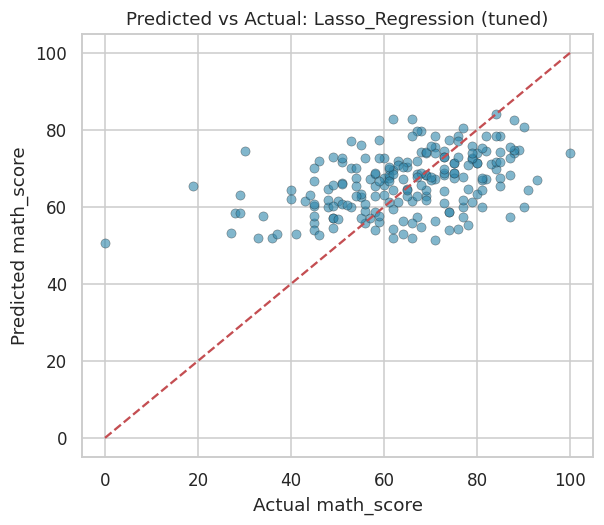 Predicted vs Actual: Lasso_Regression (tuned)
100
80
60
40
20
0
Predicted math_score
0 20 40 60 80 100
Actual math_score